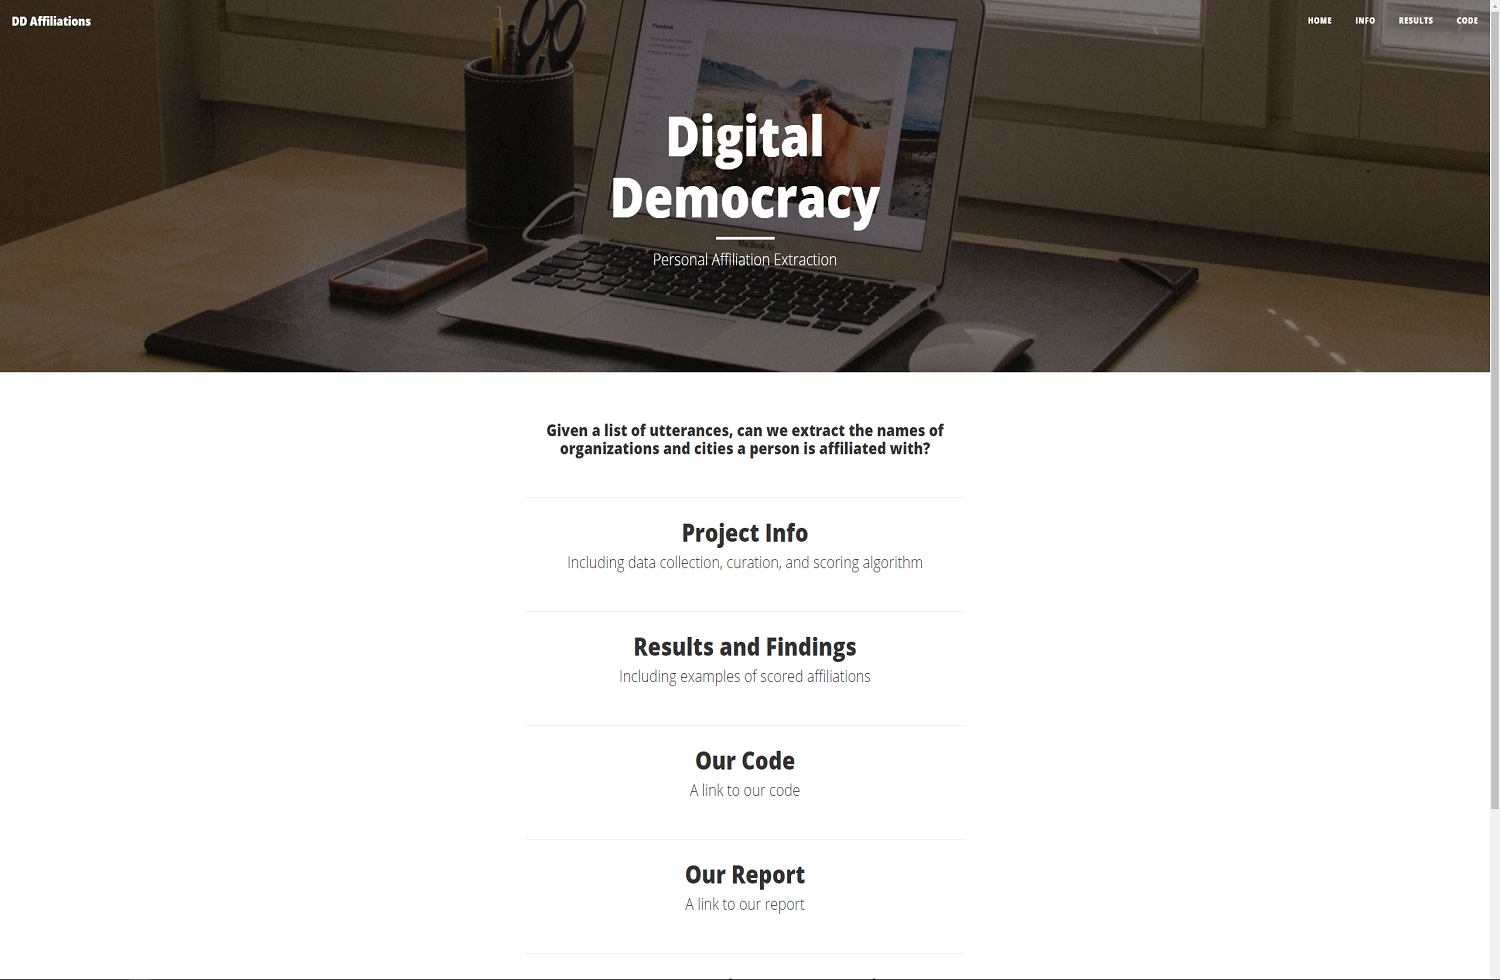 DD Affiliations
HOME INFO RESULTS CODE
Digital
Democracy
MacBook Air
Personal Affiliation Extraction
Given a list of utterances, can we extract the names of
organizations and cities a person is affiliated with?
Project Info
Including data collection, curation, and scoring algorithm
Results and Findings
Including examples of scored affiliations
Our Code
A link to our code
Our Report
A link to our report